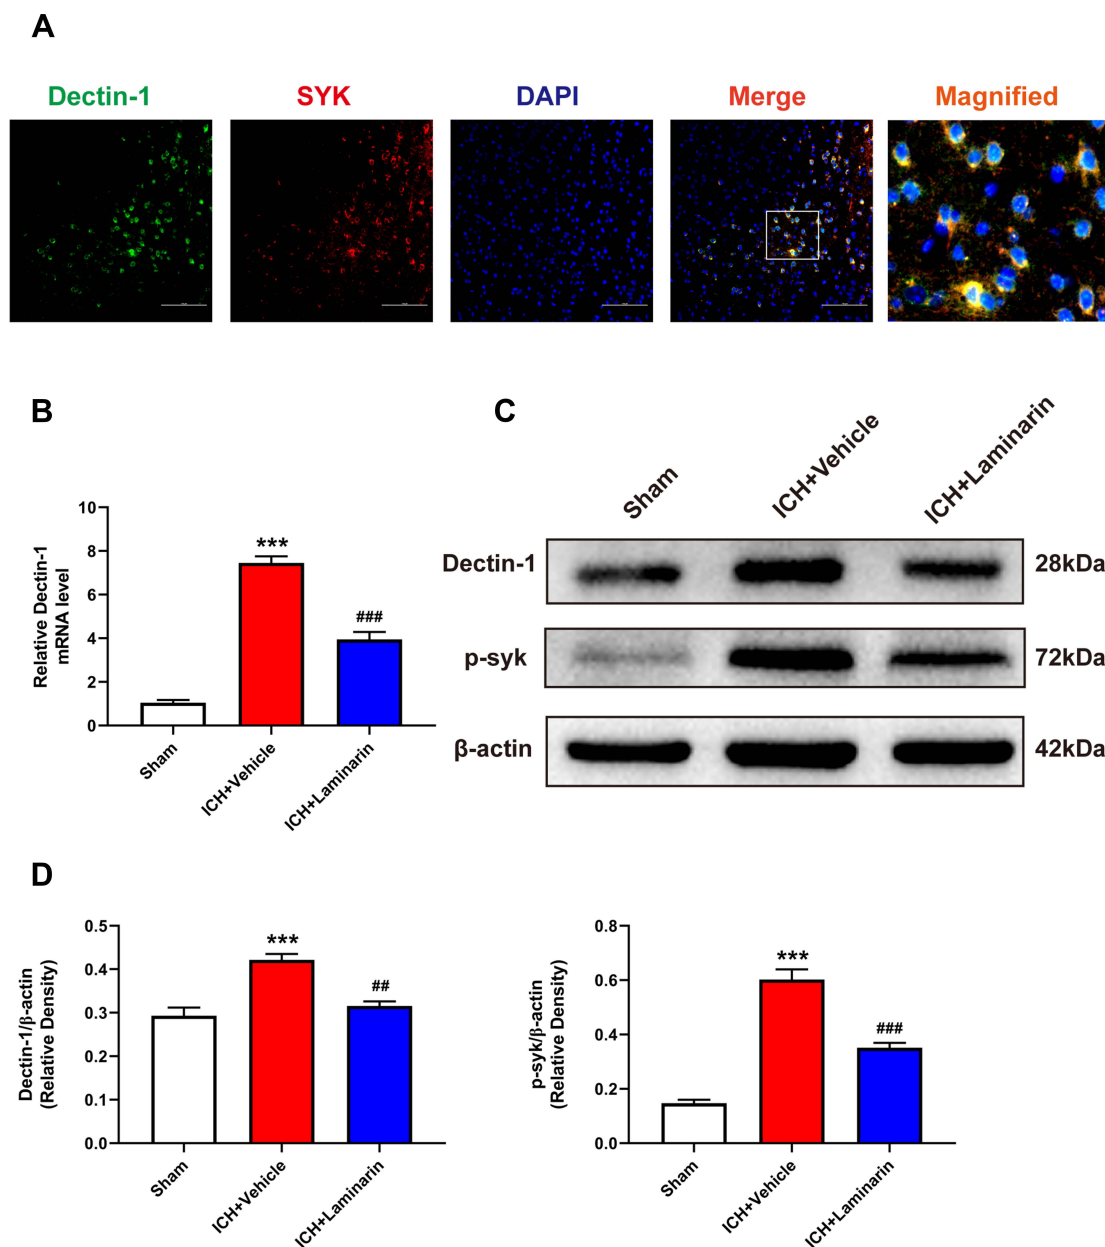 A
Dectin-1
SYK
DAPI
Merge
Magnified
B
Relative Dectin-1
mRNA level
10
8
6
4
2
0
***
###
Sham
ICH+Vehicle
ICH+Laminarin
C
Sham
ICH+Vehicle
ICH+Laminarin
Dectin-1
28kDa
p-syk
72kDa
β-actin
42kDa
D
Dectin-1/β-actin
(Relative Density)
0.5
0.4
0.3
0.2
0.1
0.0
***
##
Sham
ICH+Vehicle
ICH+Laminarin
p-syk/β-actin
(Relative Density)
0.8
0.6
0.4
0.2
0.0
***
###
Sham
ICH+Vehicle
ICH+Laminarin